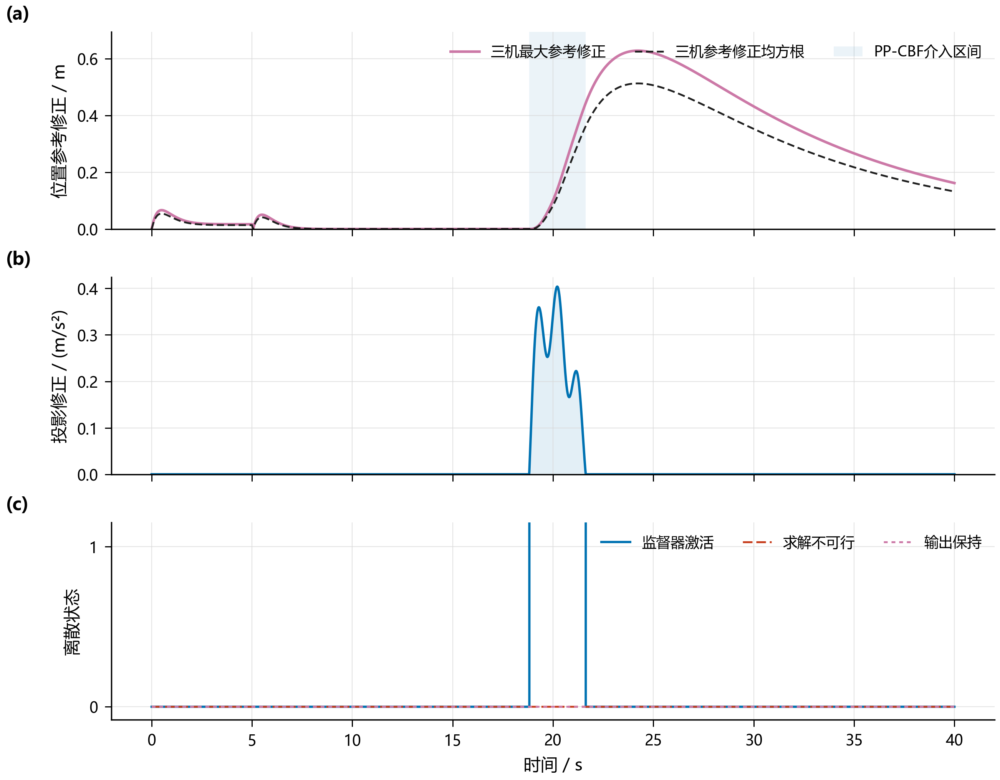 (a)
三机最大参考修正
三机参考修正均方根
PP-CBF介入区间
位置参考修正 / m
0.6
0.4
0.2
0.0
(b)
投影修正 / (m/s²)
0.4
0.3
0.2
0.1
0.0
(c)
监督器激活
求解不可行
输出保持
离散状态
1
0
0 5 10 15 20 25 30 35 40
时间 / s